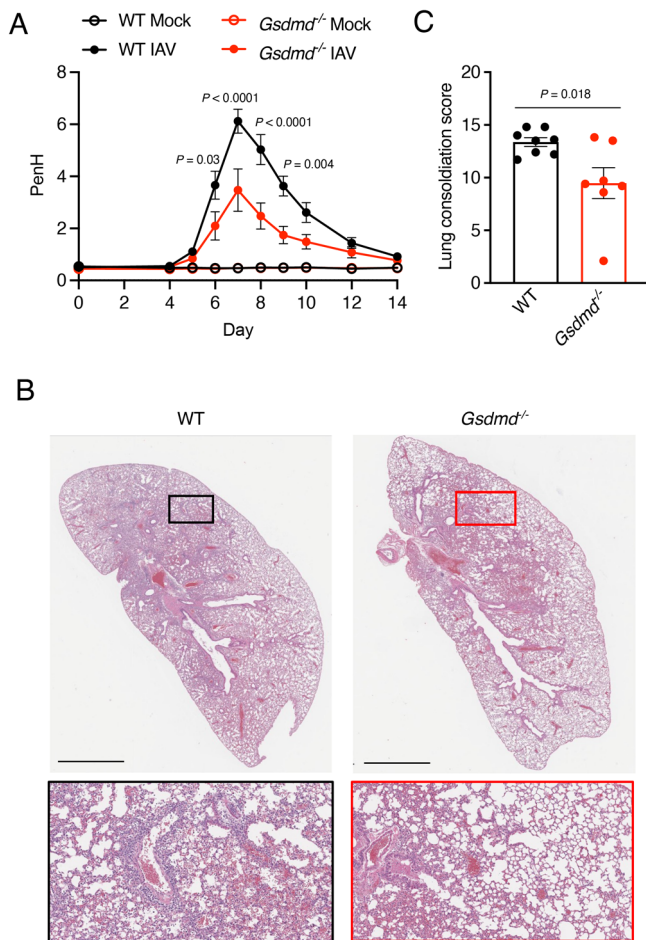 A
WT Mock
Gsdmd-/- Mock
WT IAV
Gsdmd-/- IAV
8
6
4
2
0
PenH
P < 0.0001
P < 0.0001
P = 0.03
P = 0.004
0 2 4 6 8 10 12 14
Day
C
20
15
10
5
0
Lung consoldiation score
P = 0.018
WT
Gsdmd-/-
B
WT
Gsdmd-/-